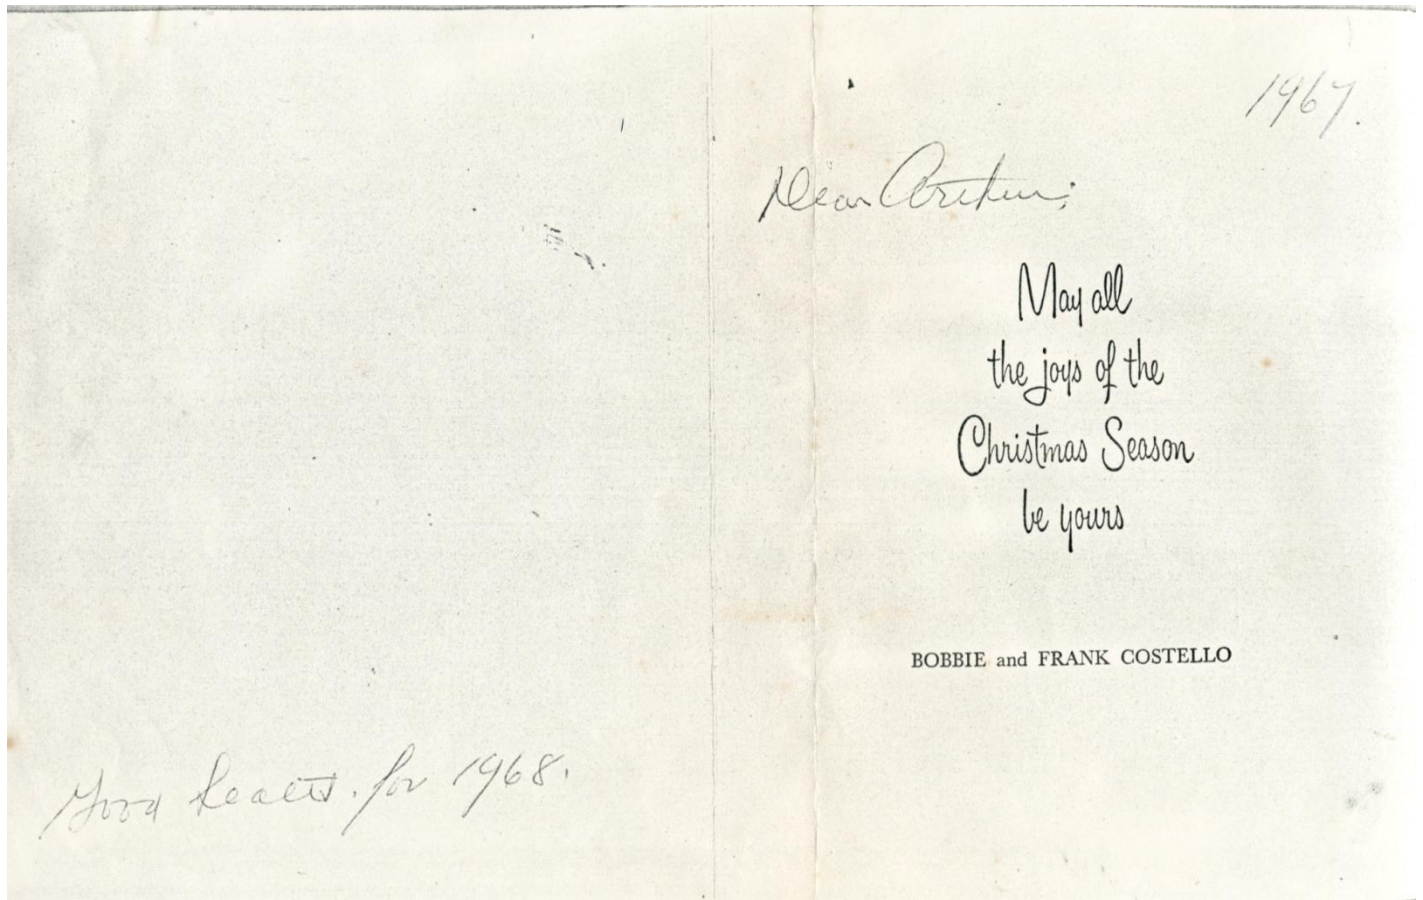 Good health. for 1968.
1967.
Dear
May all
the joys of the
Christmas Season
be yours
BOBBIE and FRANK COSTELLO